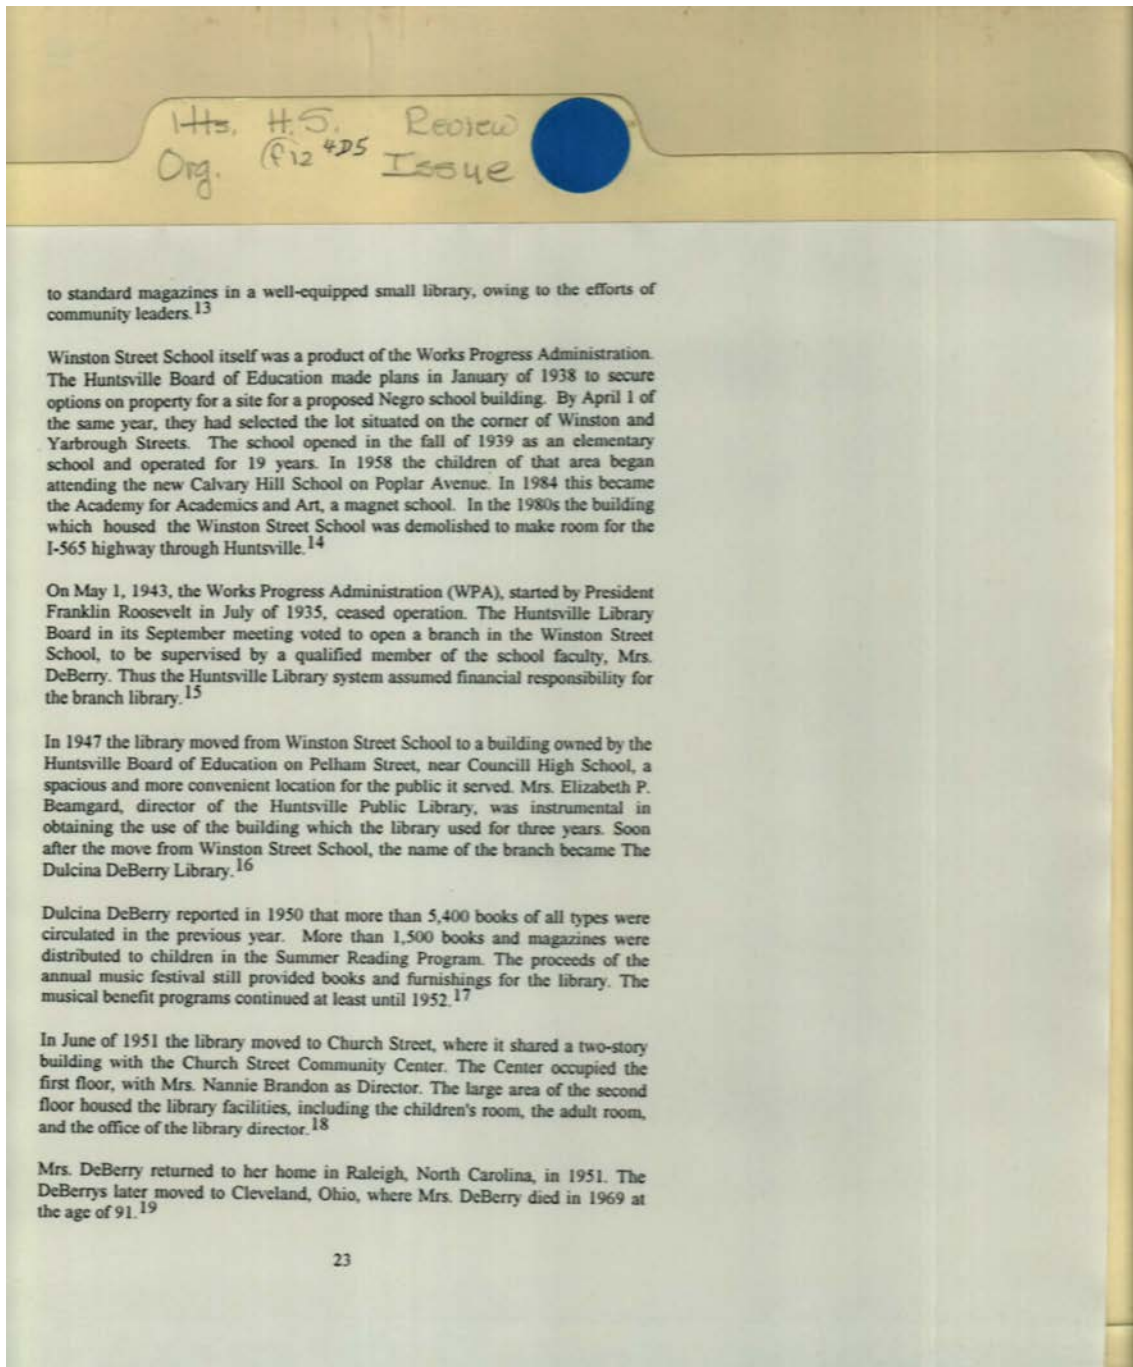 Hts. H.S. Review
Org. f12 4D5 Issue
to standard magazines in a well-equipped small library, owing to the efforts of
community leaders.13
Winston Street School itself was a product of the Works Progress Administration.
The Huntsville Board of Education made plans in January of 1938 to secure
options on property for a site for a proposed Negro school building. By April 1 of
the same year, they had selected the lot situated on the corner of Winston and
Yarbrough Streets. The school opened in the fall of 1939 as an elementary
school and operated for 19 years. In 1958 the children of that area began
attending the new Calvary Hill School on Poplar Avenue. In 1984 this became
the Academy for Academics and Art, a magnet school. In the 1980s the building
which housed the Winston Street School was demolished to make room for the
I-565 highway through Huntsville.14
On May 1, 1943, the Works Progress Administration (WPA), started by President
Franklin Roosevelt in July of 1935, ceased operation. The Huntsville Library
Board in its September meeting voted to open a branch in the Winston Street
School, to be supervised by a qualified member of the school faculty, Mrs.
DeBerry. Thus the Huntsville Library system assumed financial responsibility for
the branch library.15
In 1947 the library moved from Winston Street School to a building owned by the
Huntsville Board of Education on Pelham Street, near Councill High School, a
spacious and more convenient location for the public it served. Mrs. Elizabeth P.
Beamgard, director of the Huntsville Public Library, was instrumental in
obtaining the use of the building which the library used for three years. Soon
after the move from Winston Street School, the name of the branch became The
Dulcina DeBerry Library.16
Dulcina DeBerry reported in 1950 that more than 5,400 books of all types were
circulated in the previous year. More than 1,500 books and magazines were
distributed to children in the Summer Reading Program. The proceeds of the
annual music festival still provided books and furnishings for the library. The
musical benefit programs continued at least until 1952.17
In June of 1951 the library moved to Church Street, where it shared a two-story
building with the Church Street Community Center. The Center occupied the
first floor, with Mrs. Nannie Brandon as Director. The large area of the second
floor housed the library facilities, including the children's room, the adult room,
and the office of the library director.18
Mrs. DeBerry returned to her home in Raleigh, North Carolina, in 1951. The
DeBerrys later moved to Cleveland, Ohio, where Mrs. DeBerry died in 1969 at
the age of 91.19
23